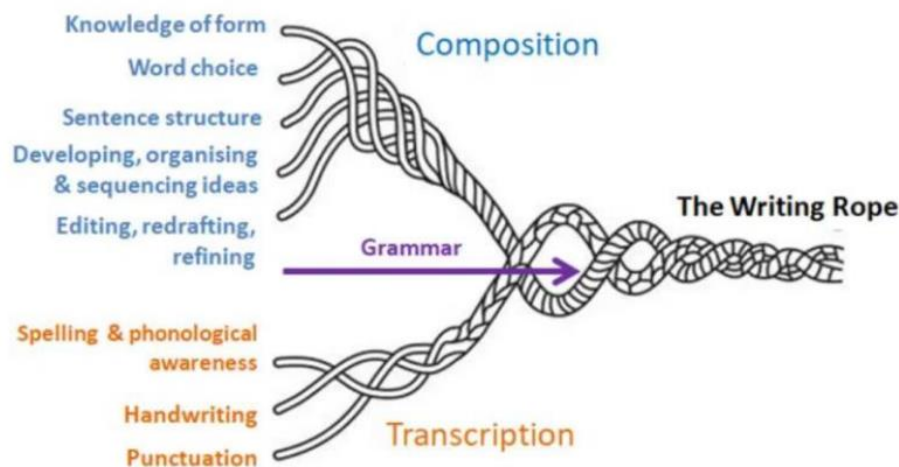 Knowledge of form
Composition
Word choice
Sentence structure
Developing, organising
& sequencing ideas
Editing, redrafting,
refining
The Writing Rope
Grammar
Spelling & phonological
awareness
Handwriting
Transcription
Punctuation